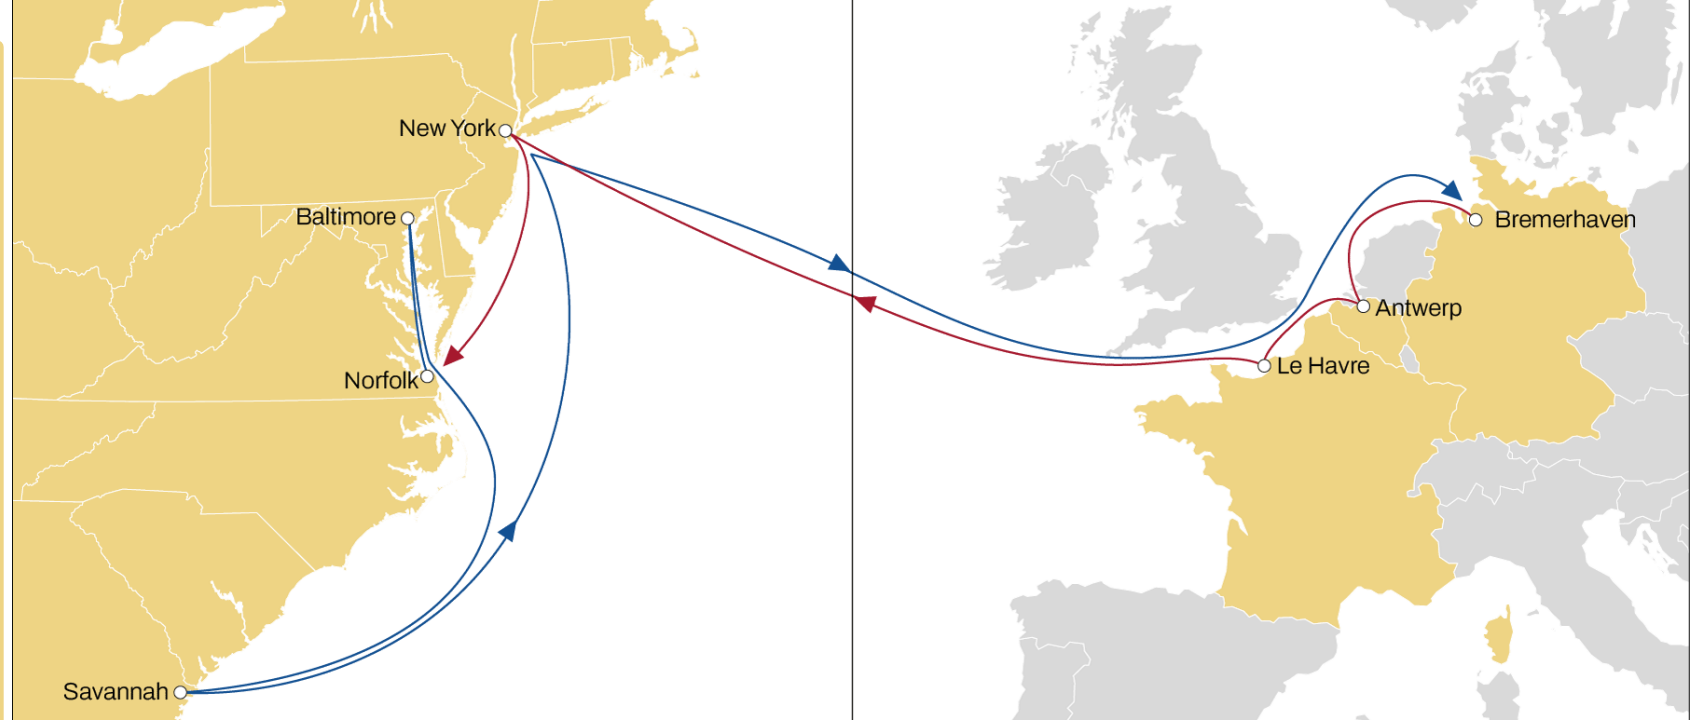 New York
Baltimore
Bremerhaven
Antwerp
Le Havre
Norfolk
Savannah